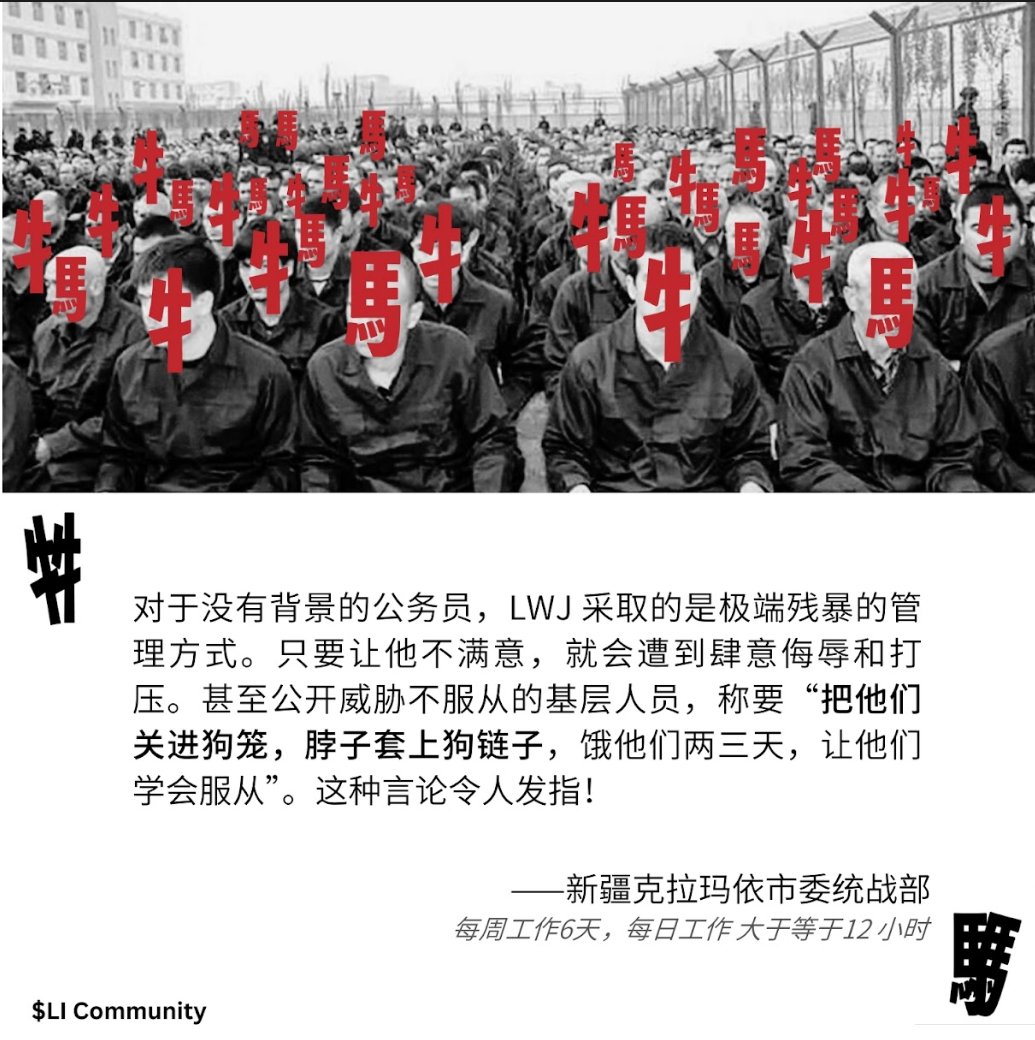 馬 馬 馬
牛 馬 牛 馬 馬 牛 牛
馬 牛 馬 牛 馬 牛 馬 馬 牛 馬 牛 馬
牛 牛 牛 馬 牛 牛 馬 馬 牛 牛
馬 牛 馬 牛 馬
牛
对于没有背景的公务员，LWJ 采取的是极端残暴的管
理方式。只要让他不满意，就会遭到肆意侮辱和打
压。甚至公开威胁不服从的基层人员，称要“把他们
关进狗笼，脖子套上狗链子，饿他们两三天，让他们
学会服从”。这种言论令人发指！
——新疆克拉玛依市委统战部
每周工作6天，每日工作 大于等于12 小时
馬
$LI Community